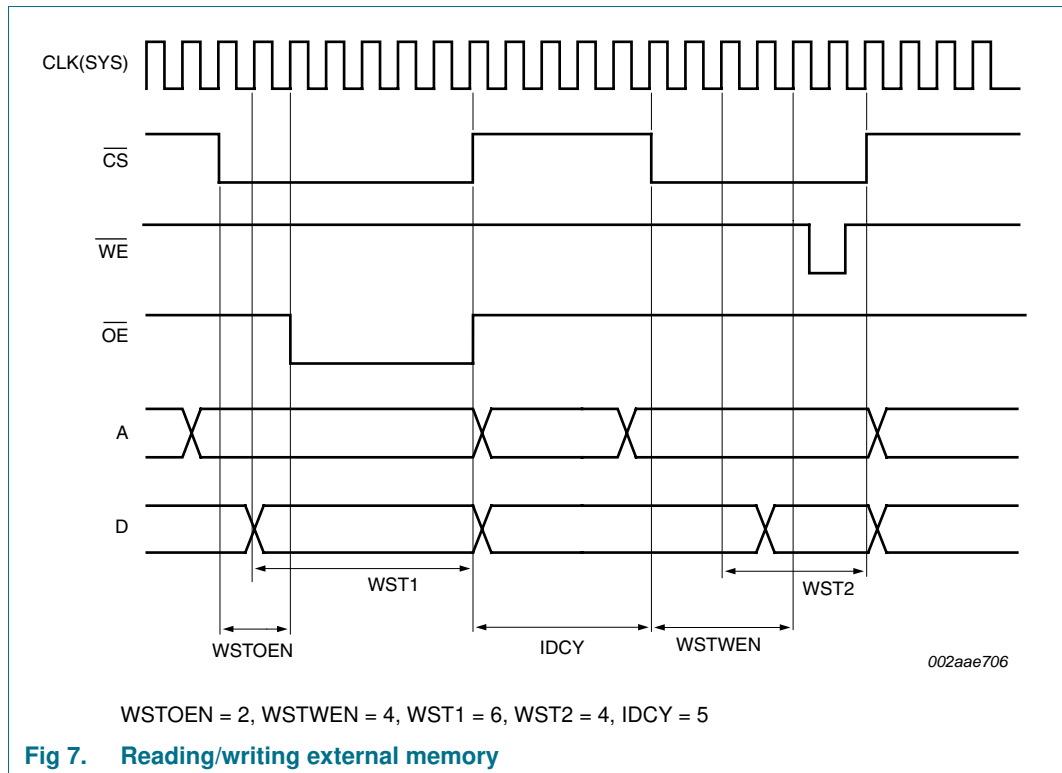 CLK(SYS)
CS
WE
OE
A
D
WST1
WST2
WSTOEN
IDCY
WSTWEN
002aae706
WSTOEN = 2, WSTWEN = 4, WST1 = 6, WST2 = 4, IDCY = 5
Fig 7. Reading/writing external memory